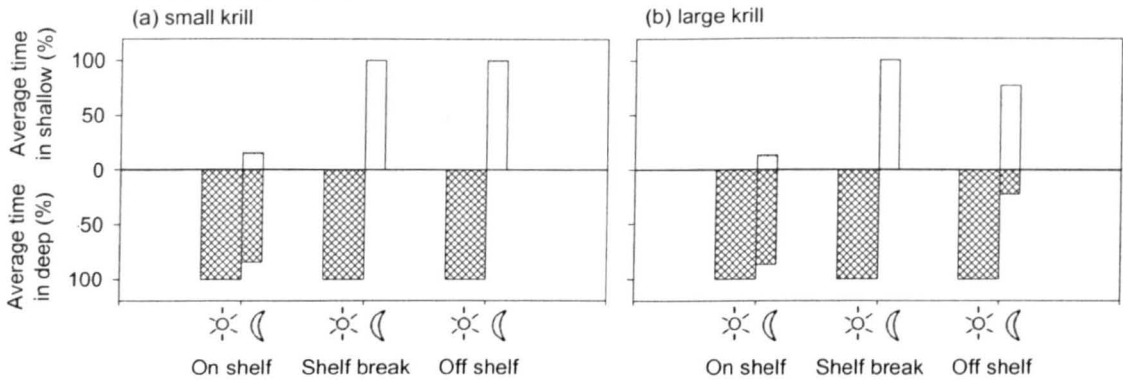 (a) small krill
(b) large krill
Average time
in shallow (%)
Average time
in deep (%)
100
50
0
50
100
On shelf Shelf break Off shelf
On shelf Shelf break Off shelf